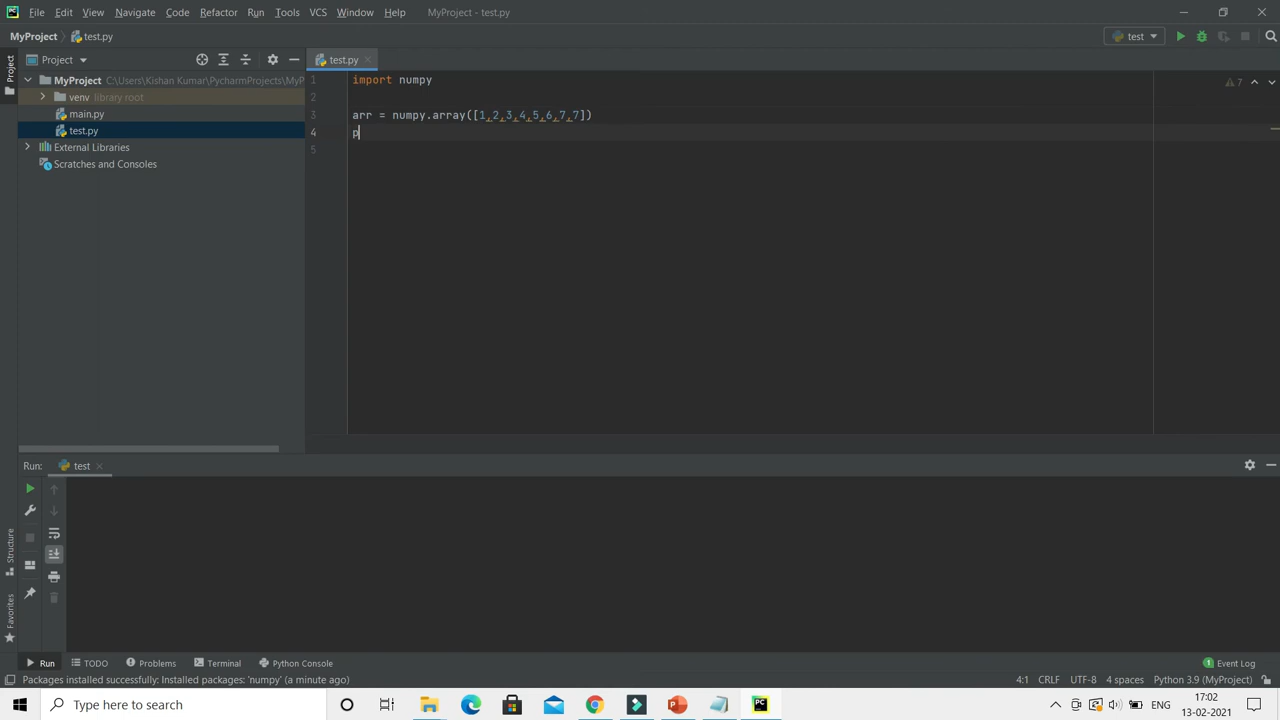 File Edit View Navigate Code Refactor Run Tools VCS Window Help MyProject - test.py
MyProject test.py test
Project test.py
MyProject C:\Users\Kishan Kumar\PycharmProjects\MyP
venv library root
main.py
test.py
External Libraries
Scratches and Consoles
1 import numpy
7
2
3 arr = numpy.array([1,2,3,4,5,6,7,7])
4 p
5
Project
Structure
Favorites
Run: test
Run TODO Problems Terminal Python Console 1 Event Log
Packages installed successfully: Installed packages: 'numpy' (a minute ago) 4:1 CRLF UTF-8 4 spaces Python 3.9 (MyProject)
Type here to search ENG 17:02
13-02-2021